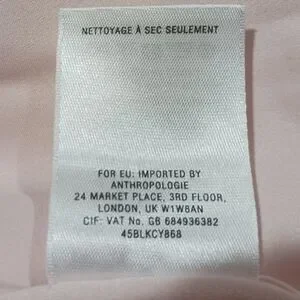 NETTOYAGE À SEC SEULEMENT
FOR EU: IMPORTED BY
ANTHROPOLOGIE
24 MARKET PLACE, 3RD FLOOR,
LONDON, UK W1W8AN
CIF: VAT No. GB 684936382
45BLKCY868